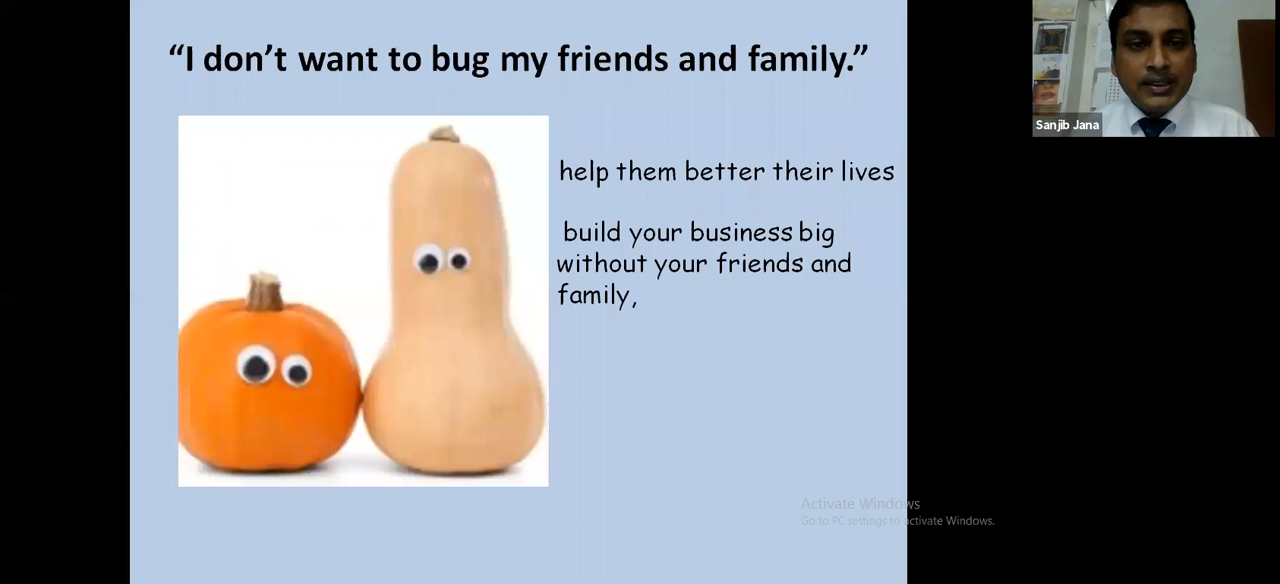 “I don’t want to bug my friends and family.”
Sanjib Jana
help them better their lives
build your business big
without your friends and
family,
Activate Windows
Go to PC settings to activate Windows.